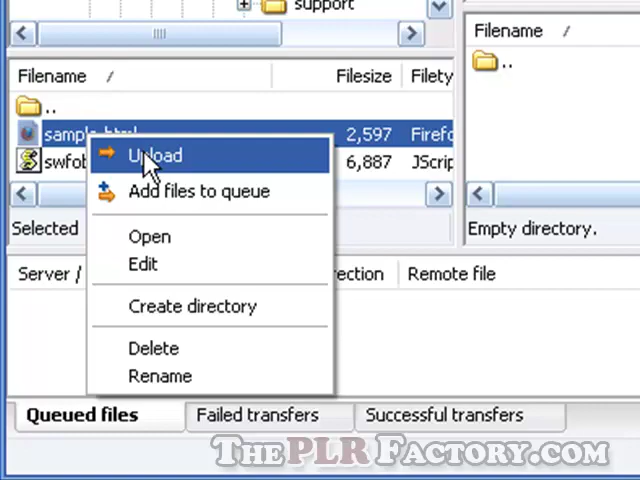 support
Filename / Filesize Filety
..
sample.html 2,597 Firefo
swfob 6,887 JScrip
Selected
Upload
Add files to queue
Open
Edit
Create directory
Delete
Rename
Filename /
..
Empty directory.
Server / rection Remote file
Queued files Failed transfers Successful transfers
ThePLRFactory.com